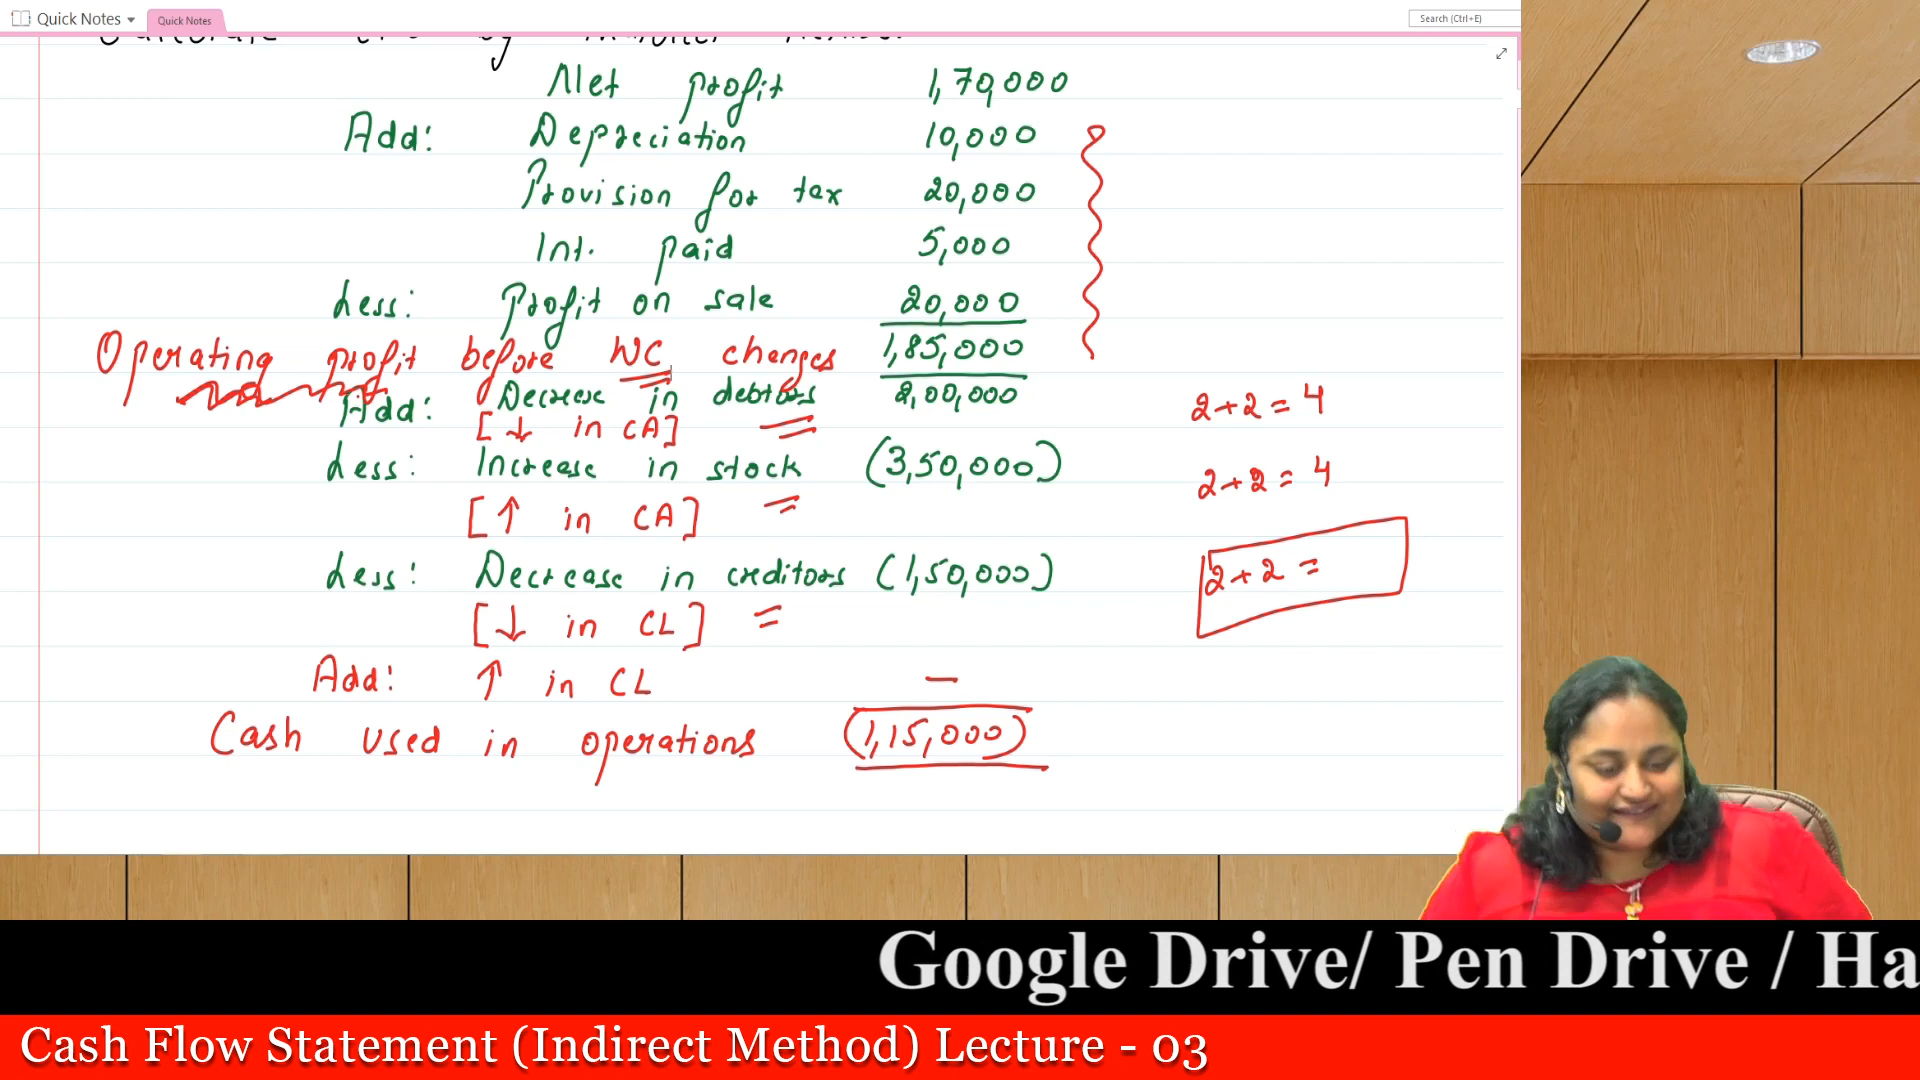 Quick Notes
Quick Notes
Search (Ctrl+E)
by
Net profit 1,70,000
Add: Depreciation 10,000
Provision for tax 20,000
Int. paid 5,000
Less: Profit on sale 20,000
Operating profit before WC changes 1,85,000
Add: Decrease in debtors 2,00,000
[↓ in CA]
Less: Increase in stock (3,50,000)
[↑ in CA]
Less: Decrease in creditors (1,50,000)
[↓ in CL]
Add: ↑ in CL —
Cash used in operations (1,15,000)
2+2=4
2+2=4
2+2=
Google Drive/ Pen Drive / Ha
Cash Flow Statement (Indirect Method) Lecture - 03